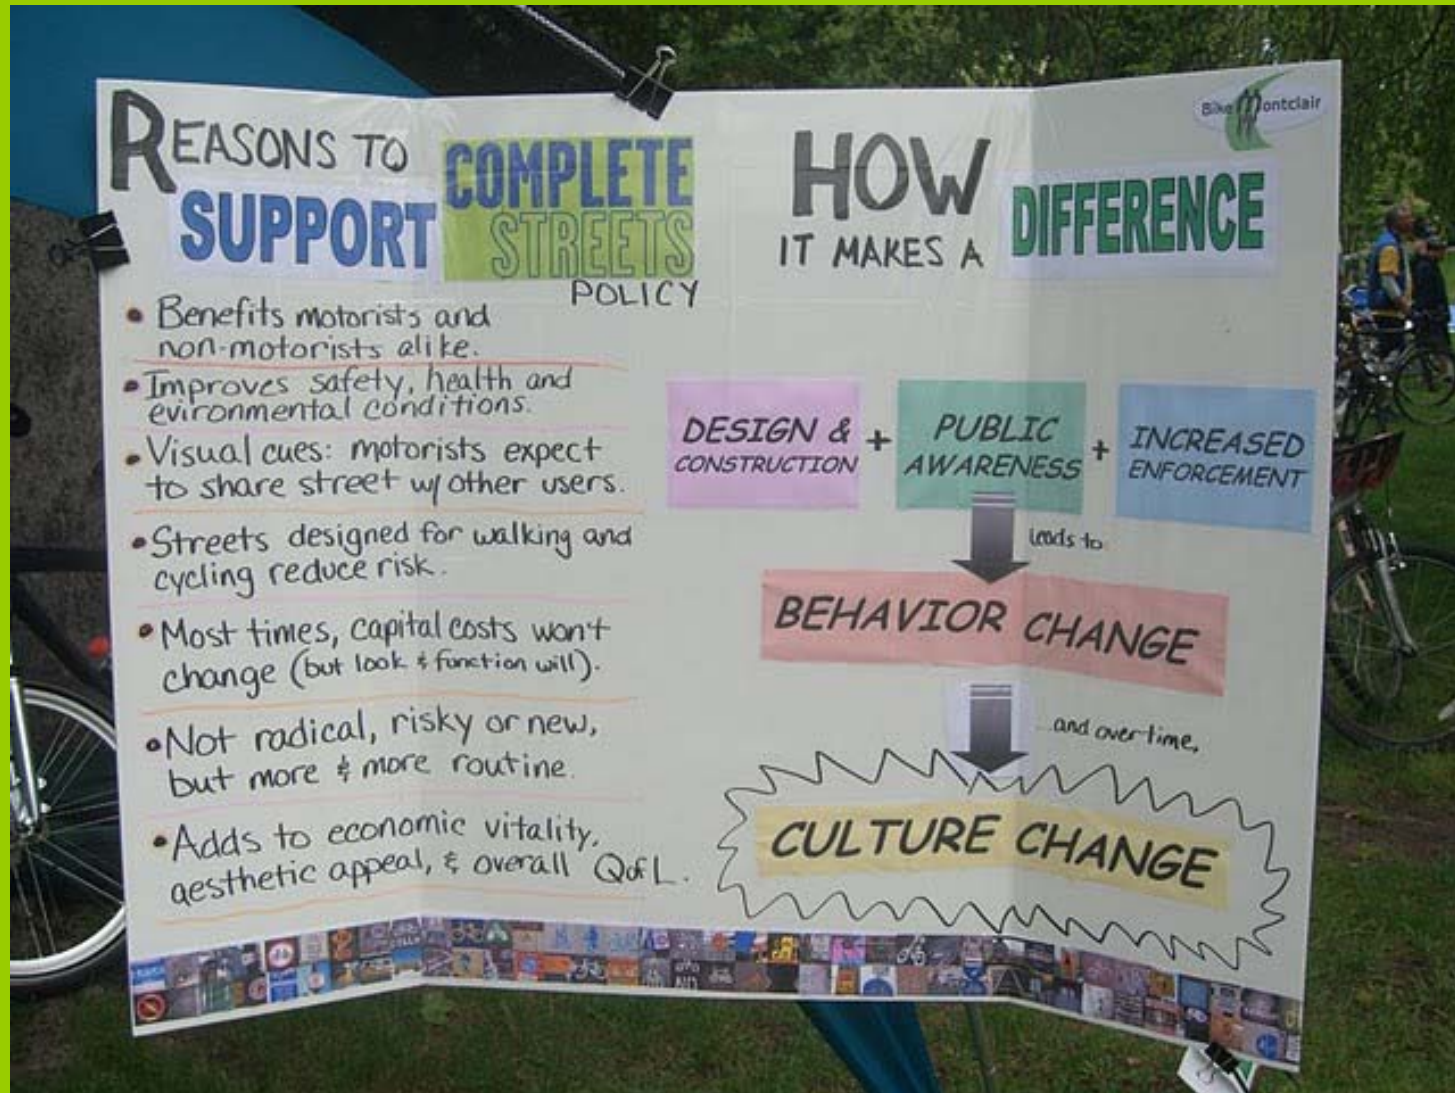 REASONS TO
SUPPORT
COMPLETE
STREETS
POLICY
• Benefits motorists and
non-motorists alike.
• Improves safety, health and
evironmental conditions.
• Visual cues: motorists expect
to share street w/ other users.
• Streets designed for walking and
cycling reduce risk.
• Most times, capital costs won't
change (but look & function will).
• Not radical, risky or new,
but more & more routine.
• Adds to economic vitality,
aesthetic appeal, & overall QofL.
Bike Montclair
HOW
IT MAKES A
DIFFERENCE
DESIGN &
CONSTRUCTION
+
PUBLIC
AWARENESS
+
INCREASED
ENFORCEMENT
leads to
BEHAVIOR CHANGE
...and over time,
CULTURE CHANGE